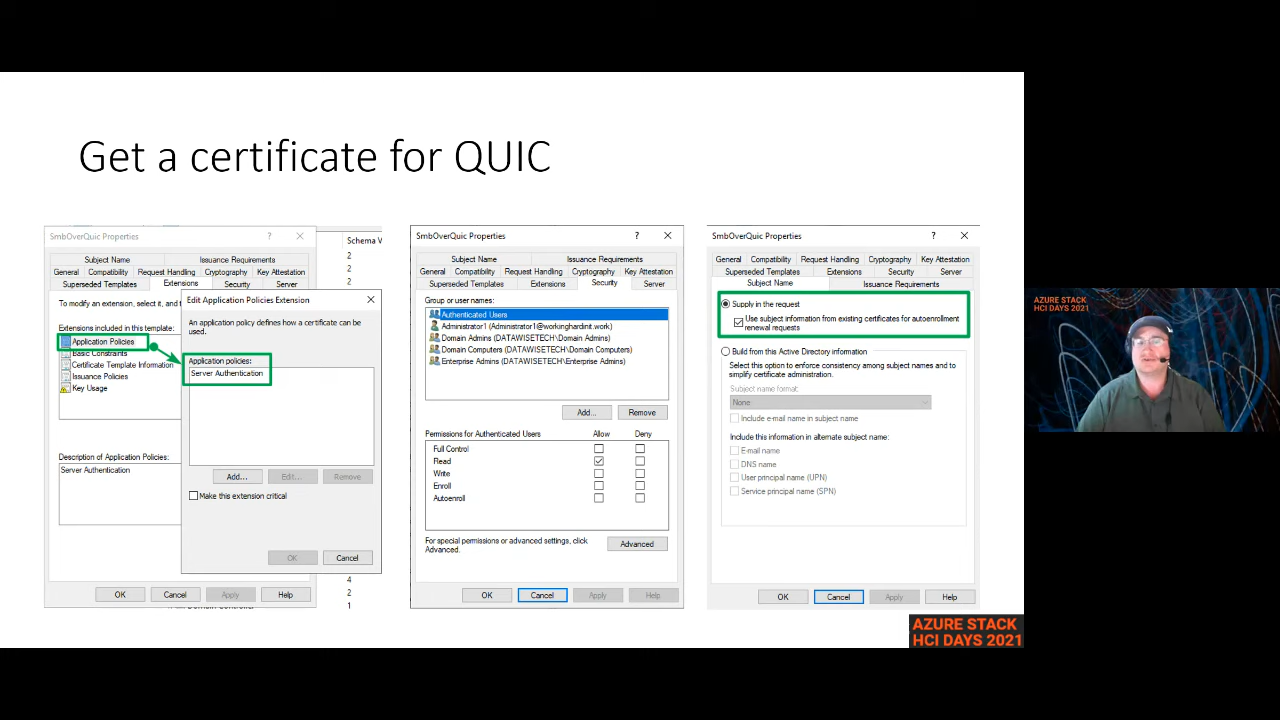 Get a certificate for QUIC
SmbOverQuic Properties
? ×
Subject Name Issuance Requirements
General Compatibility Request Handling Cryptography Key Attestation
Superseded Templates Extensions Security Server
To modify an extension, select it, and t
Extensions included in this template:
Application Policies
Basic Constraints
Certificate Template Information
Issuance Policies
Key Usage
Description of Application Policies:
Server Authentication
OK Cancel Apply Help
Schema V
2
2
2
4
2
1
Edit Application Policies Extension
×
An application policy defines how a certificate can be
used.
Application policies:
Server Authentication
Add... Edit... Remove
Make this extension critical
OK Cancel
SmbOverQuic Properties
? ×
Subject Name Issuance Requirements
General Compatibility Request Handling Cryptography Key Attestation
Superseded Templates Extensions Security Server
Group or user names:
Authenticated Users
Administrator1 (Administrator1@workinghardinit.work)
Domain Admins (DATAWISETECH\Domain Admins)
Domain Computers (DATAWISETECH\Domain Computers)
Enterprise Admins (DATAWISETECH\Enterprise Admins)
Add... Remove
Permissions for Authenticated Users Allow Deny
Full Control
Read
Write
Enroll
Autoenroll
For special permissions or advanced settings, click
Advanced.
Advanced
OK Cancel Apply Help
SmbOverQuic Properties
? ×
General Compatibility Request Handling Cryptography Key Attestation
Superseded Templates Extensions Security Server
Subject Name Issuance Requirements
Supply in the request
Use subject information from existing certificates for autoenrollment
renewal requests
Build from this Active Directory information
Select this option to enforce consistency among subject names and to
simplify certificate administration.
Subject name format:
None
Include e-mail name in subject name
Include this information in alternate subject name:
E-mail name
DNS name
User principal name (UPN)
Service principal name (SPN)
OK Cancel Apply Help
AZURE STACK
HCI DAYS 2021
AZURE STACK
HCI DAYS 2021